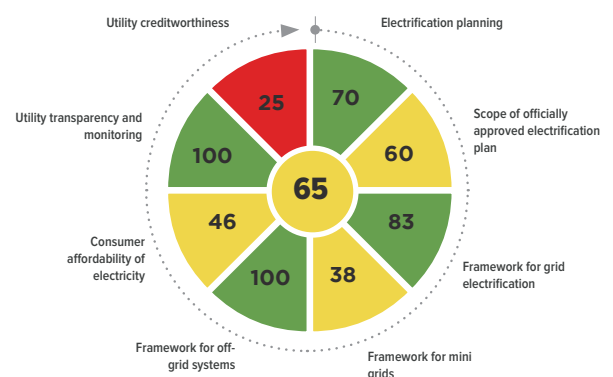 Utility creditworthiness
Electrification planning
25
70
Utility transparency and
monitoring
Scope of officially
approved electrification
plan
100
60
65
46
83
Consumer
affordability of
electricity
Framework for grid
electrification
100
38
Framework for off-
grid systems
Framework for mini
grids